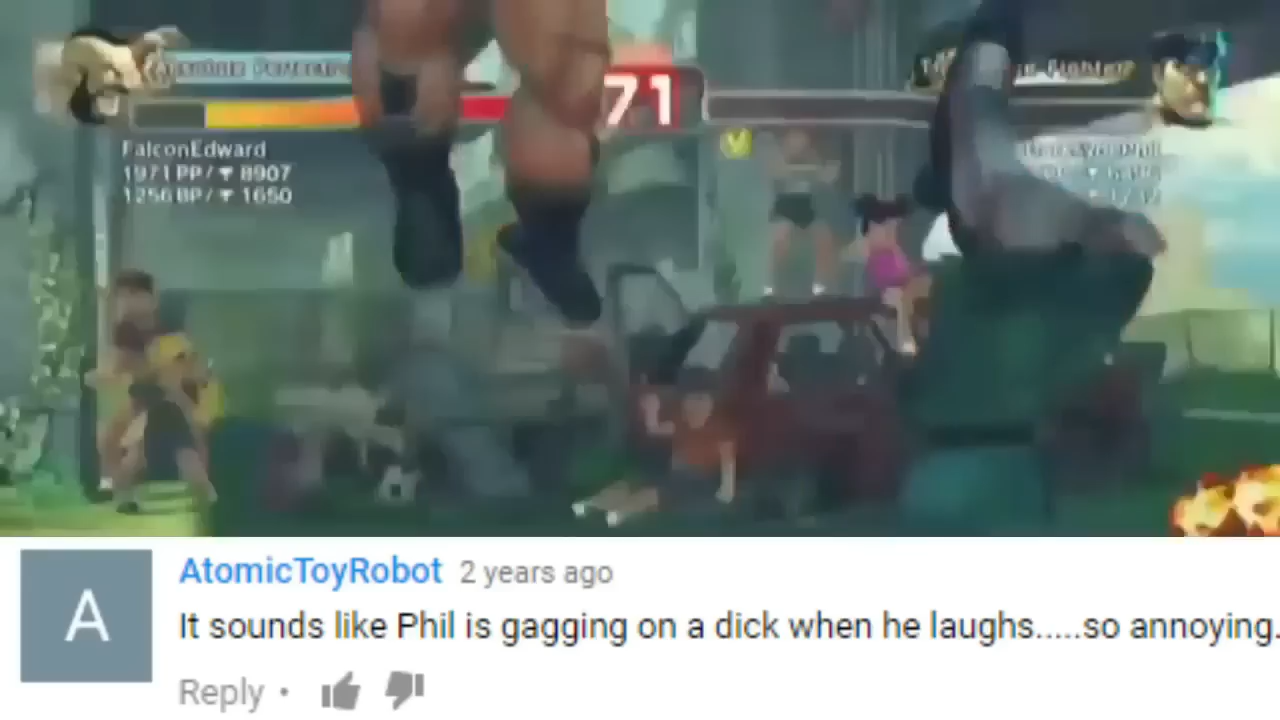 71
FalconEdward
1971 PP / ▼ 8907
1256 BP / ▼ 1650
AtomicToyRobot 2 years ago
It sounds like Phil is gagging on a dick when he laughs.....so annoying.
A
Reply •